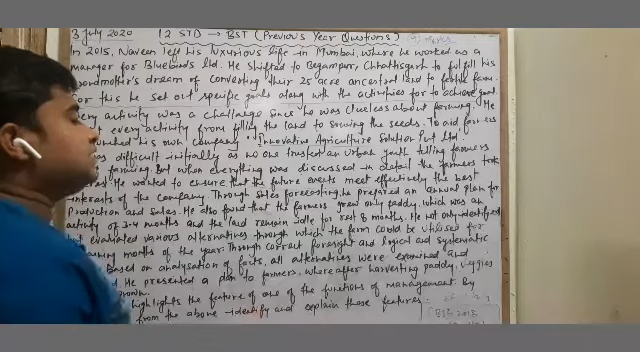 3 July 2020 12 STD → BST (Previous Year Questions)
In 2015, Naveen left his luxurious life in Mumbai, where he worked as a
manager for Bluebirds Ltd. He shifted to Begampur, Chhattisgarh to fulfill his
grandmother's dream of converting their 25 acre ancestral land to fertile farm.
For this he set out specific goals along with the activities for to achieve goal.
every activity was a challenge since he was clueless about farming. He
every activity from filling the land to sowing the seeds. To aid farmers
his own company "Innovative Agriculture Solution Pvt Ltd
was difficult initially as no one trusted an urban youth telling farmers
farming. But when everything was discussed in detail the farmers took
He wanted to ensure that the future events meet effectively the best
interests of the company. Through sales forecasting, he prepared an annual plan for
Production and sales. He also found that the farmers grew only paddy, which was an
activity of 3-4 months and the land remain idle for rest 8 months. He not only identified
but evaluated various alternatives through which the farm could be utilised for
months of the year. Through correct foresight and logical and systematic
Based on analysation of facts, all alternatives were examined and
He presented a plan to farmers, where after harvesting paddy, veggies
grown.
highlights the feature of one of the functions of management. By
from the above identify and explain those features
CBSE 2013